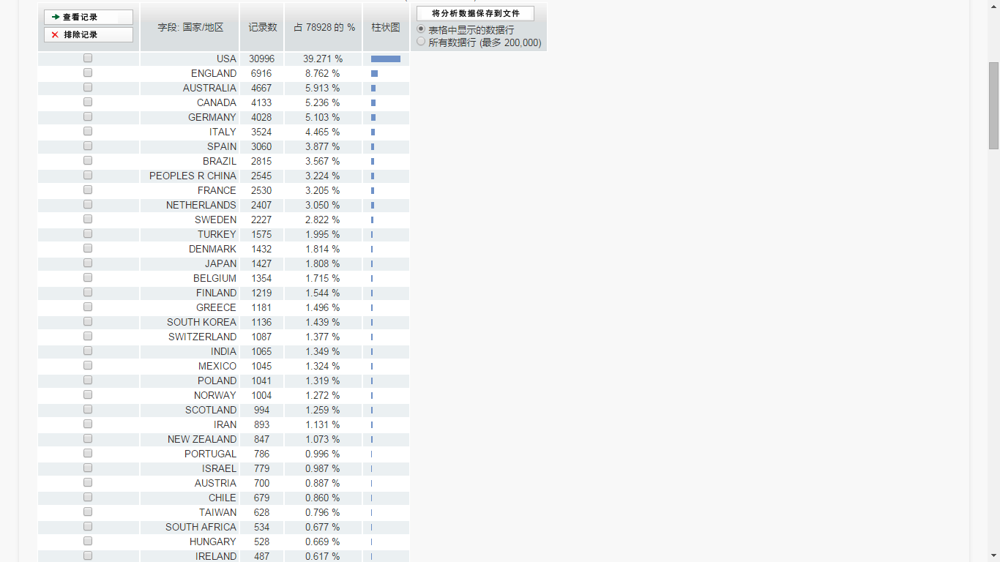 查看记录
排除记录
字段: 国家/地区 记录数 占 78928 的 % 柱状图
将分析数据保存到文件
表格中显示的数据行
所有数据行 (最多 200,000)
USA 30996 39.271 %
ENGLAND 6916 8.762 %
AUSTRALIA 4667 5.913 %
CANADA 4133 5.236 %
GERMANY 4028 5.103 %
ITALY 3524 4.465 %
SPAIN 3060 3.877 %
BRAZIL 2815 3.567 %
PEOPLES R CHINA 2545 3.224 %
FRANCE 2530 3.205 %
NETHERLANDS 2407 3.050 %
SWEDEN 2227 2.822 %
TURKEY 1575 1.995 %
DENMARK 1432 1.814 %
JAPAN 1427 1.808 %
BELGIUM 1354 1.715 %
FINLAND 1219 1.544 %
GREECE 1181 1.496 %
SOUTH KOREA 1136 1.439 %
SWITZERLAND 1087 1.377 %
INDIA 1065 1.349 %
MEXICO 1045 1.324 %
POLAND 1041 1.319 %
NORWAY 1004 1.272 %
SCOTLAND 994 1.259 %
IRAN 893 1.131 %
NEW ZEALAND 847 1.073 %
PORTUGAL 786 0.996 %
ISRAEL 779 0.987 %
AUSTRIA 700 0.887 %
CHILE 679 0.860 %
TAIWAN 628 0.796 %
SOUTH AFRICA 534 0.677 %
HUNGARY 528 0.669 %
IRELAND 487 0.617 %